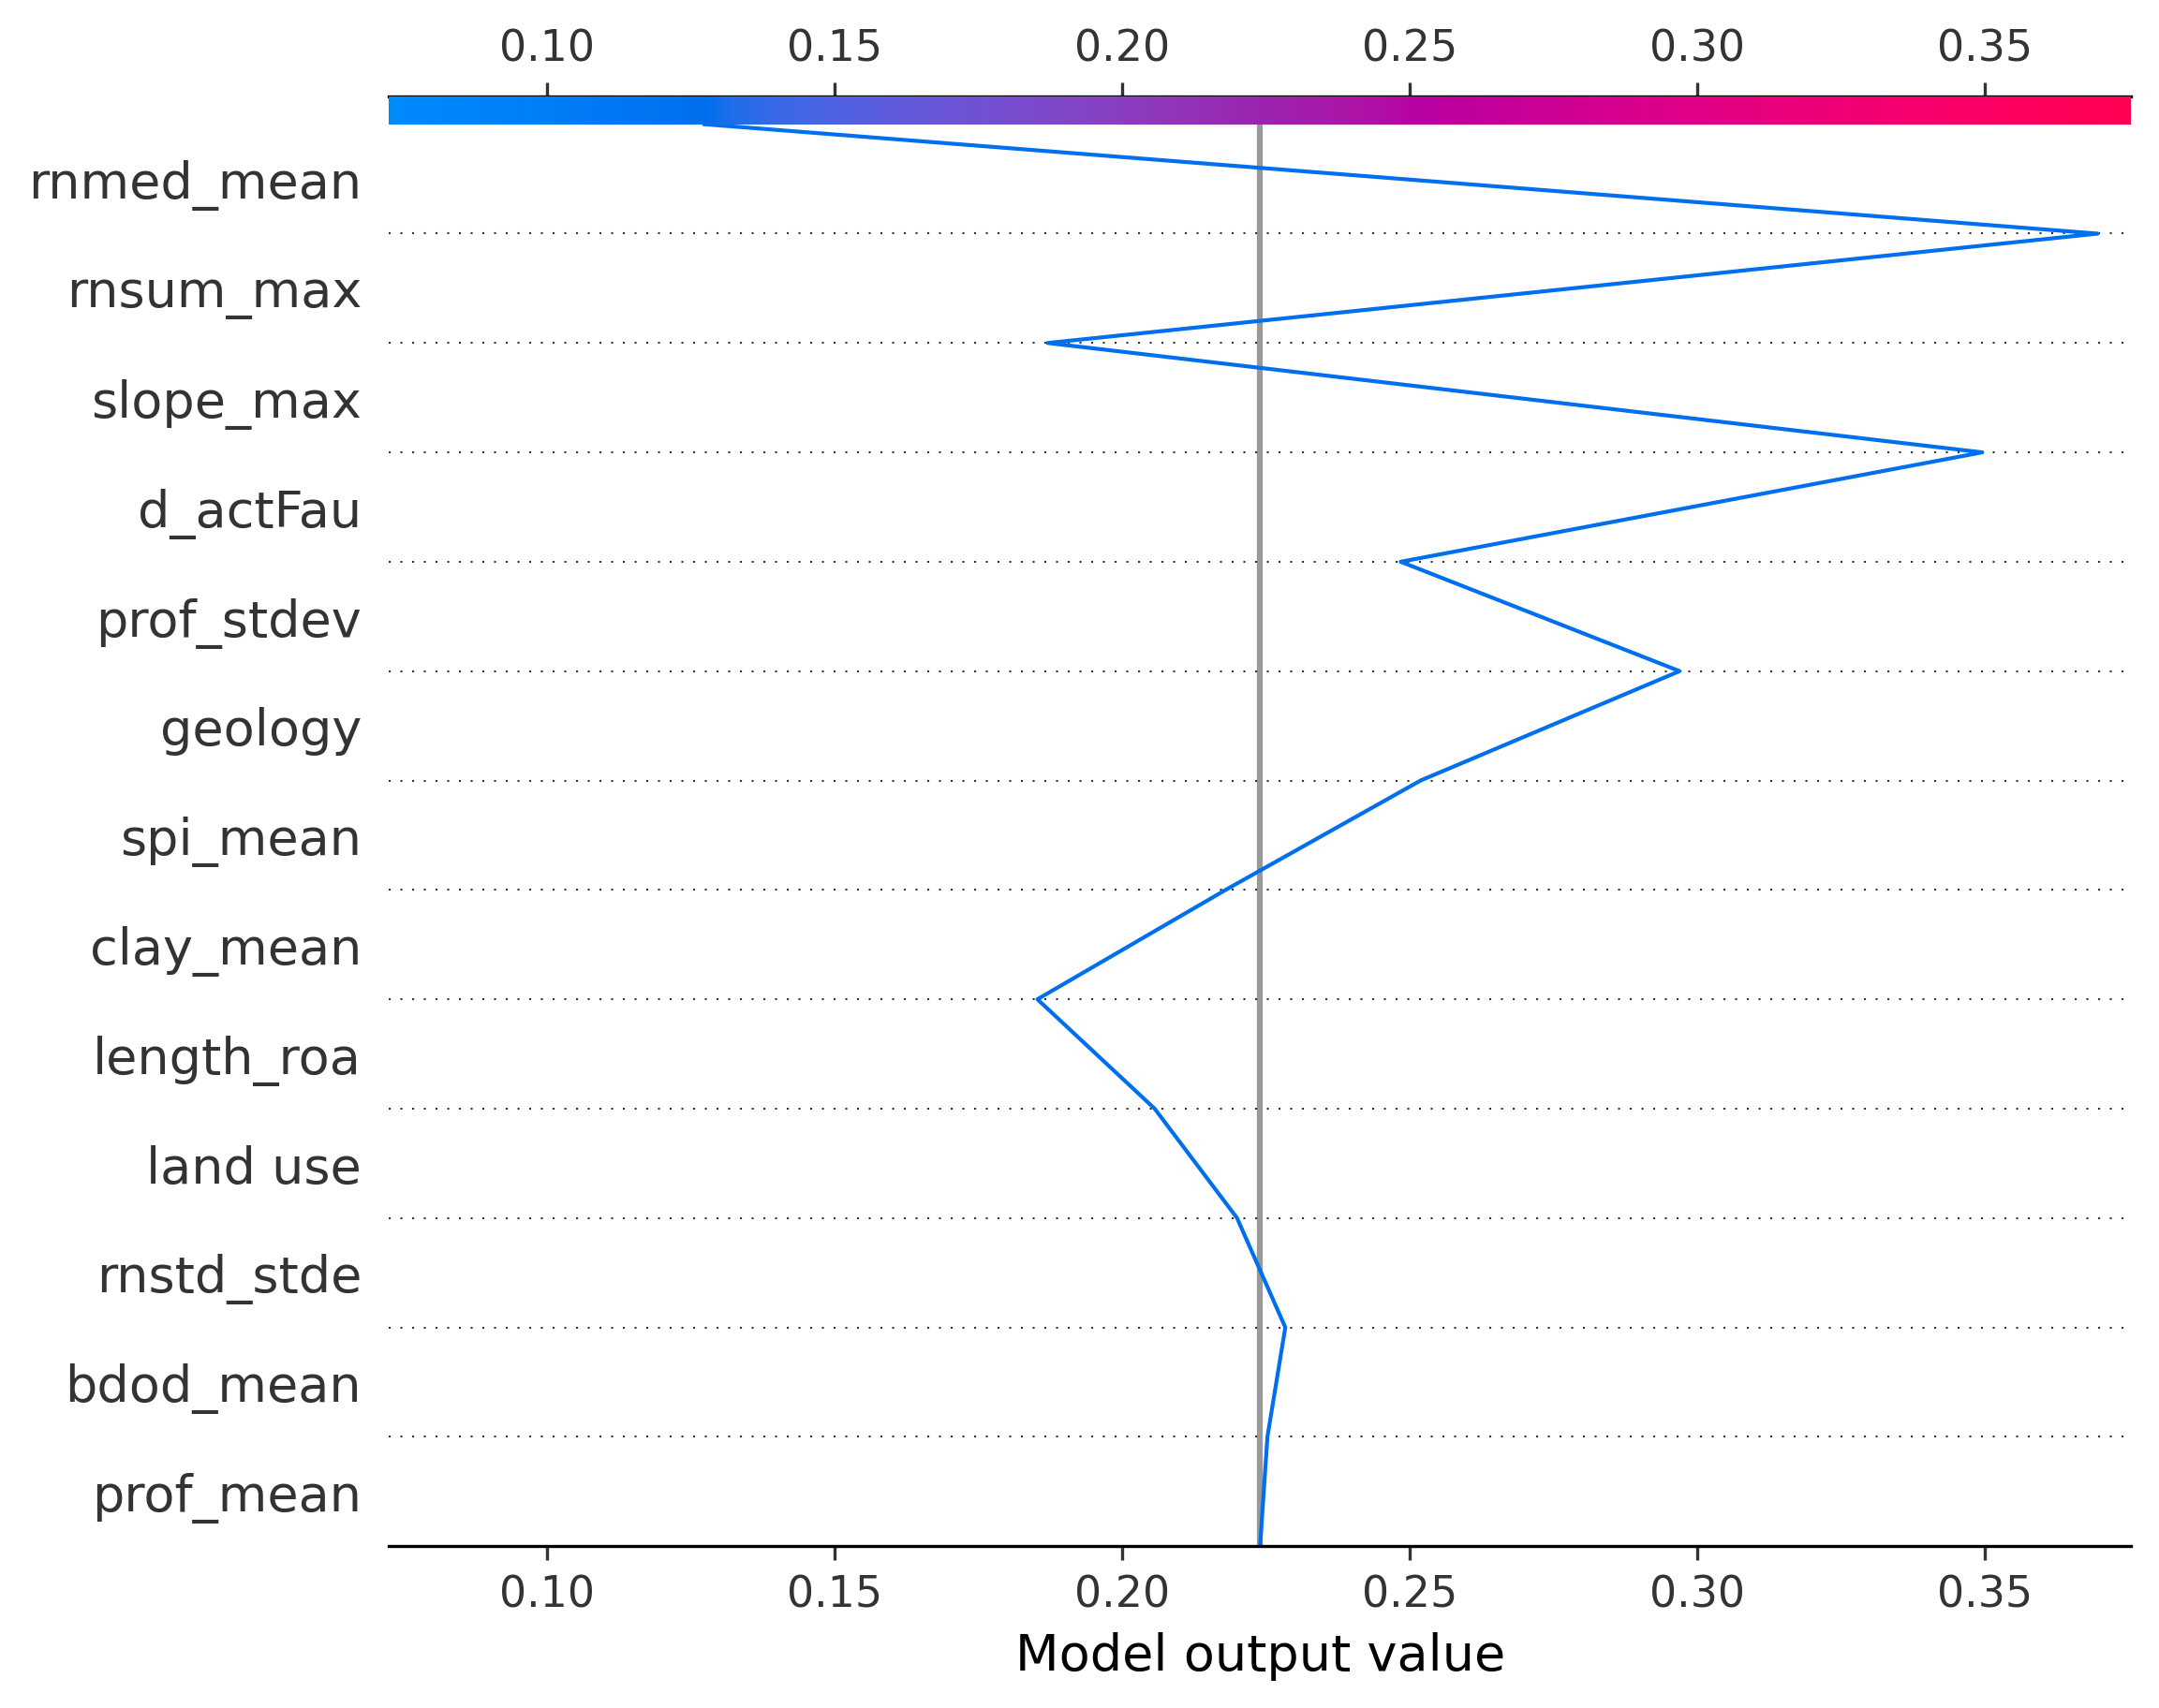 0.10 0.15 0.20 0.25 0.30 0.35
rnmed_mean
rnsum_max
slope_max
d_actFau
prof_stdev
geology
spi_mean
clay_mean
length_roa
land use
rnstd_stde
bdod_mean
prof_mean
0.10 0.15 0.20 0.25 0.30 0.35
Model output value